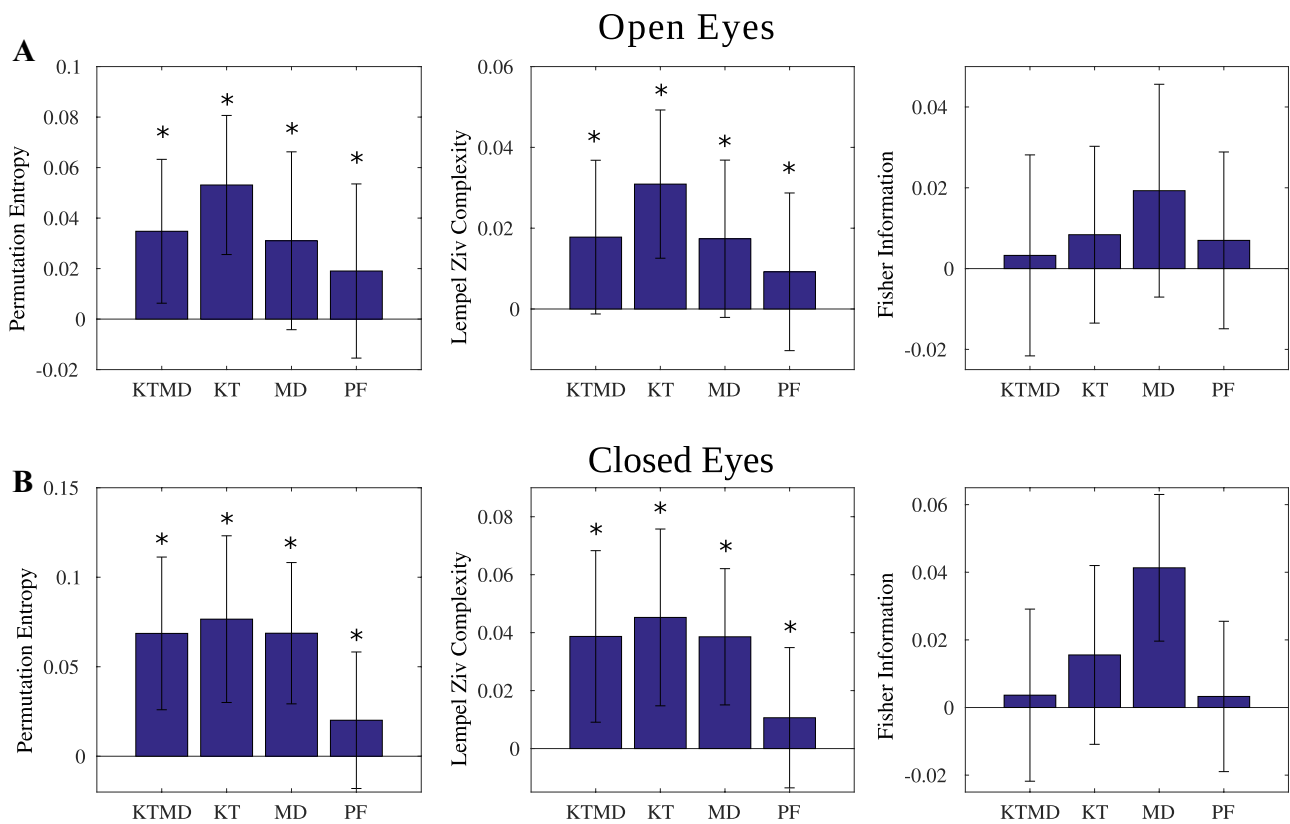 Open Eyes
A
Permutation Entropy
0.1
0.08
0.06
0.04
0.02
0
-0.02
* * * *
KTMD KT MD PF
Lempel Ziv Complexity
0.06
0.04
0.02
0
* * * *
KTMD KT MD PF
Fisher Information
0.04
0.02
0
-0.02
KTMD KT MD PF
Closed Eyes
B
Permutation Entropy
0.15
0.1
0.05
0
* * * *
KTMD KT MD PF
Lempel Ziv Complexity
0.08
0.06
0.04
0.02
0
* * * *
KTMD KT MD PF
Fisher Information
0.06
0.04
0.02
0
-0.02
KTMD KT MD PF